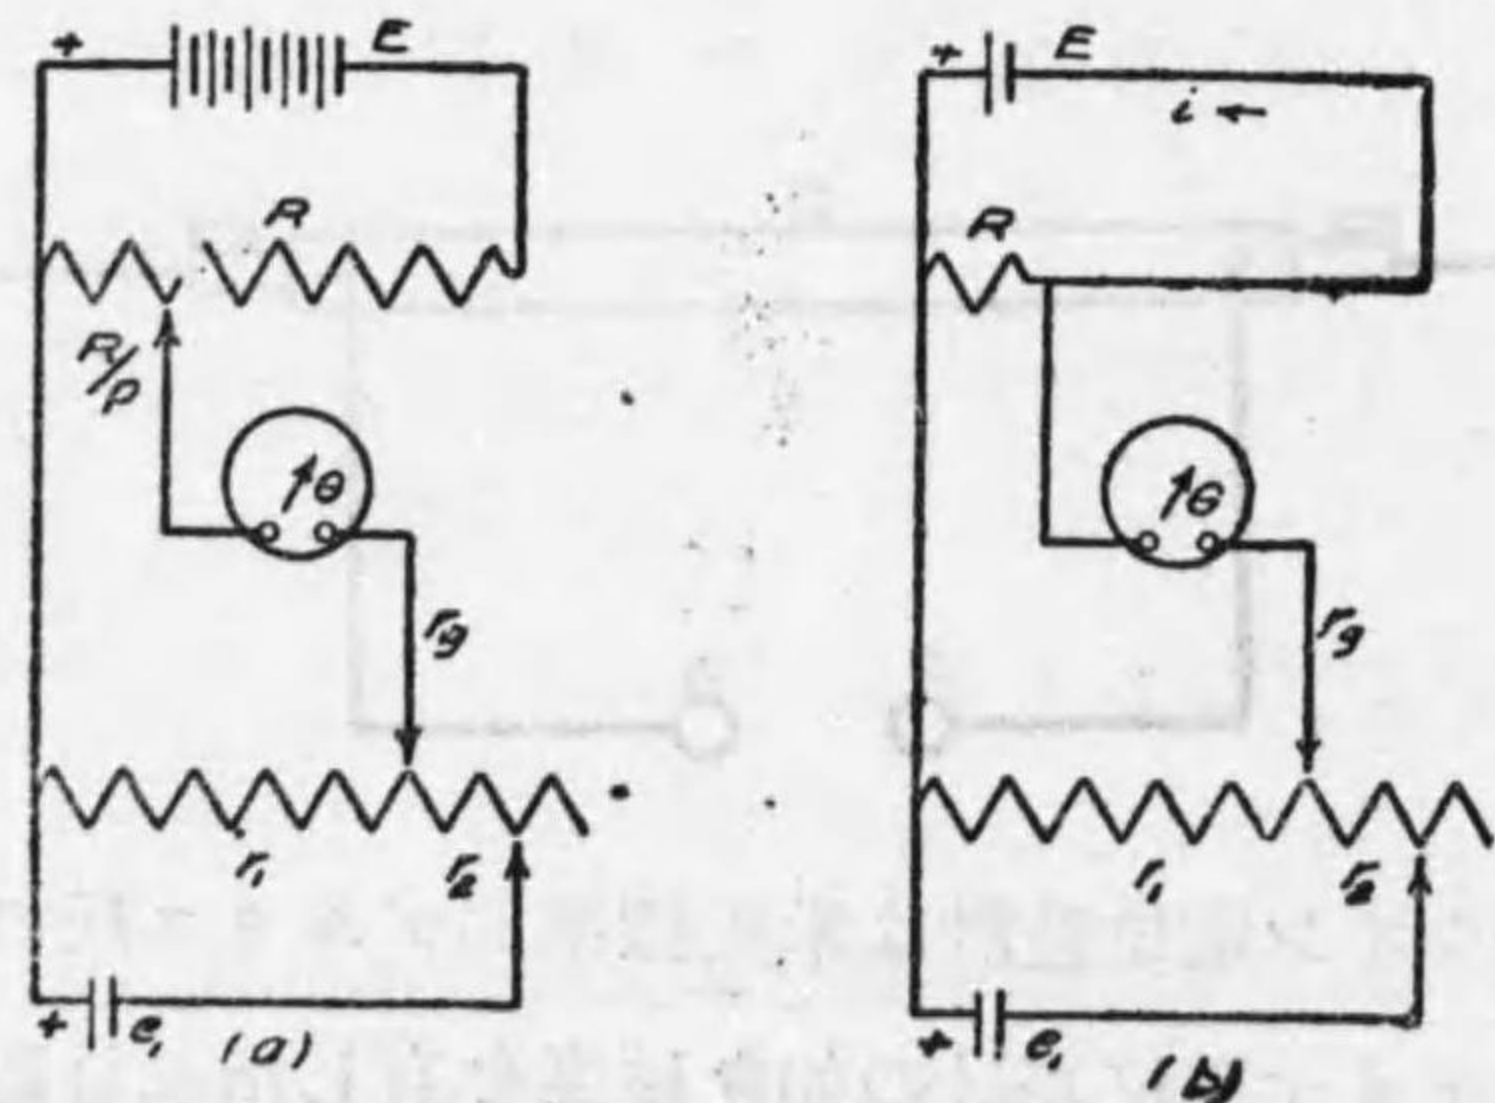 + E
R
R/p
G
rg
r1 r2
+ e1 (a)
+ E
i ←
R
G
rg
r1 r2
+ e1 (b)